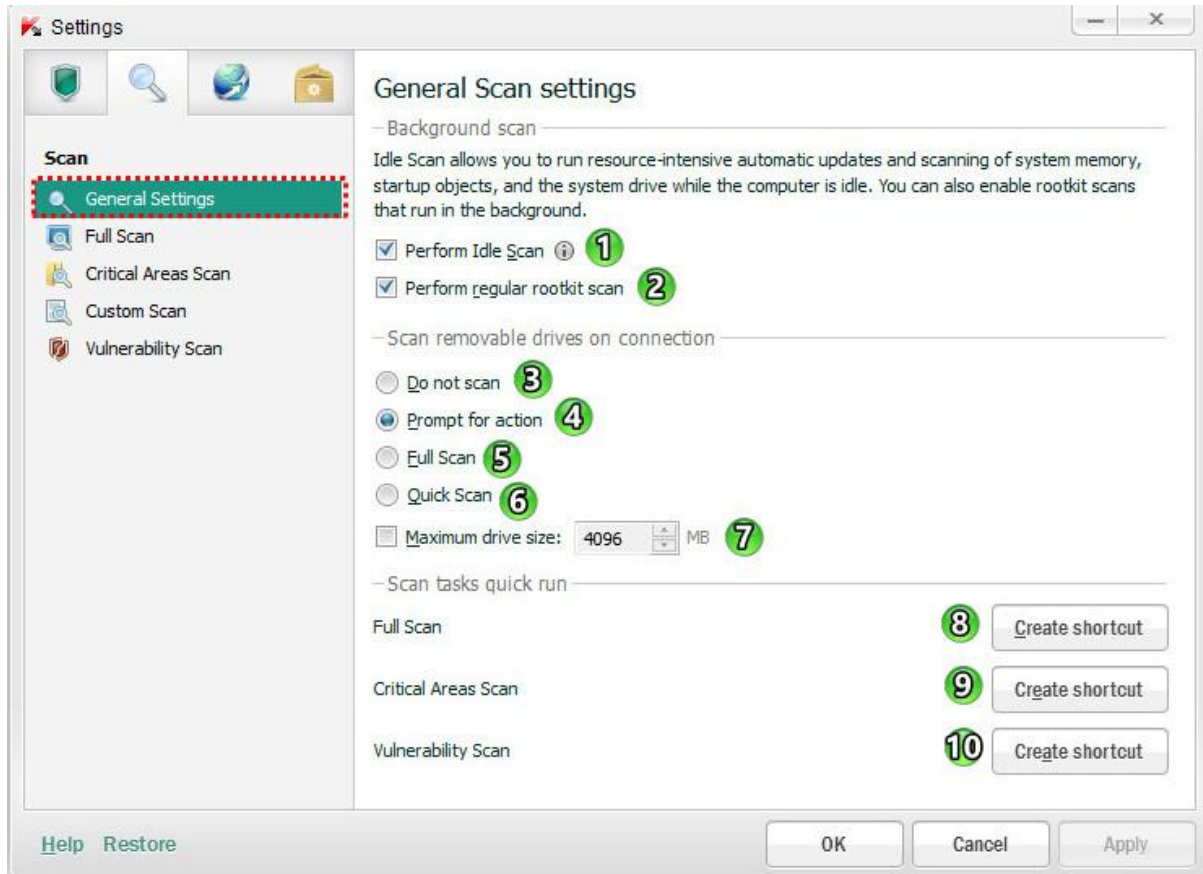 Settings
General Scan settings
Background scan
Scan
Idle Scan allows you to run resource-intensive automatic updates and scanning of system memory,
startup objects, and the system drive while the computer is idle. You can also enable rootkit scans
that run in the background.
General Settings
Full Scan
Critical Areas Scan
Custom Scan
Vulnerability Scan
Perform Idle Scan 1
Perform regular rootkit scan 2
Scan removable drives on connection
Do not scan 3
Prompt for action 4
Full Scan 5
Quick Scan 6
Maximum drive size: 4096 MB 7
Scan tasks quick run
Full Scan 8 Create shortcut
Critical Areas Scan 9 Create shortcut
Vulnerability Scan 10 Create shortcut
Help Restore OK Cancel Apply